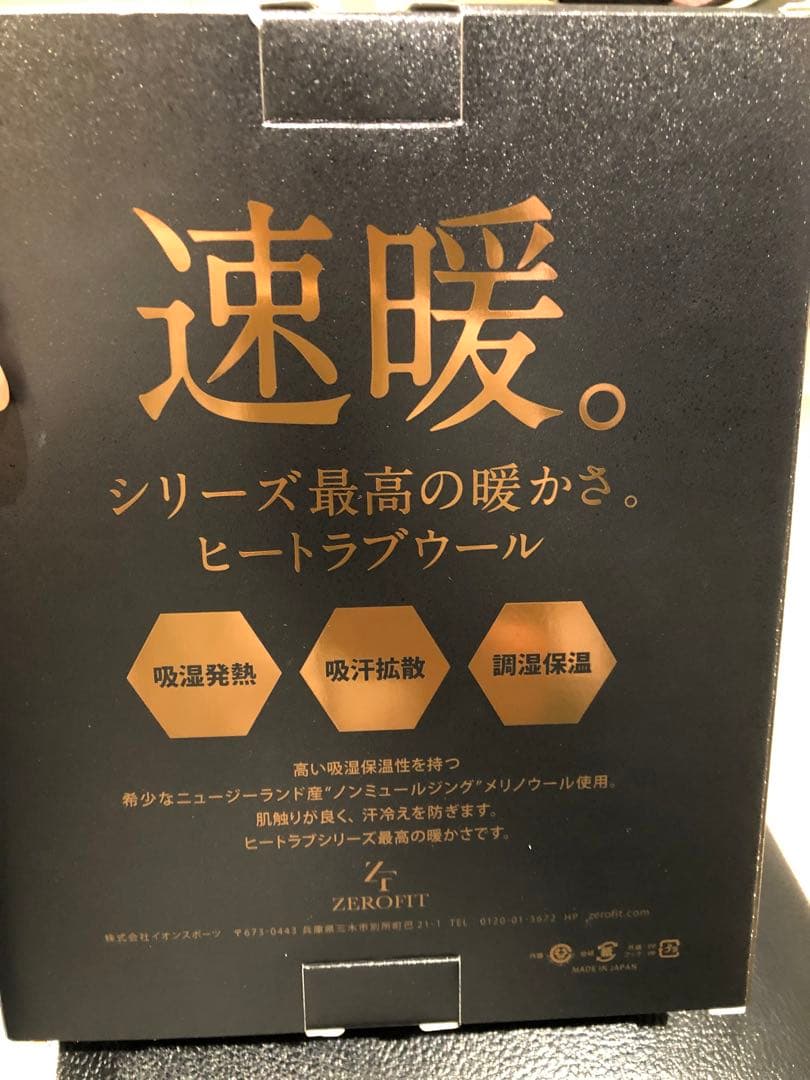 速暖。
シリーズ最高の暖かさ。
ヒートラブウール
吸湿発熱 吸汗拡散 調湿保温
高い吸湿保温性を持つ
希少なニュージーランド産“ノンミュールジング”メリノウール使用。
肌触りが良く、汗冷えを防ぎます。
ヒートラブシリーズ最高の暖かさです。
ZT
ZEROFIT
株式会社イオンスポーツ 〒673-0443 兵庫県三木市別所町巴21-1 TEL 0120-01-3672 HP zerofit.com
MADE IN JAPAN